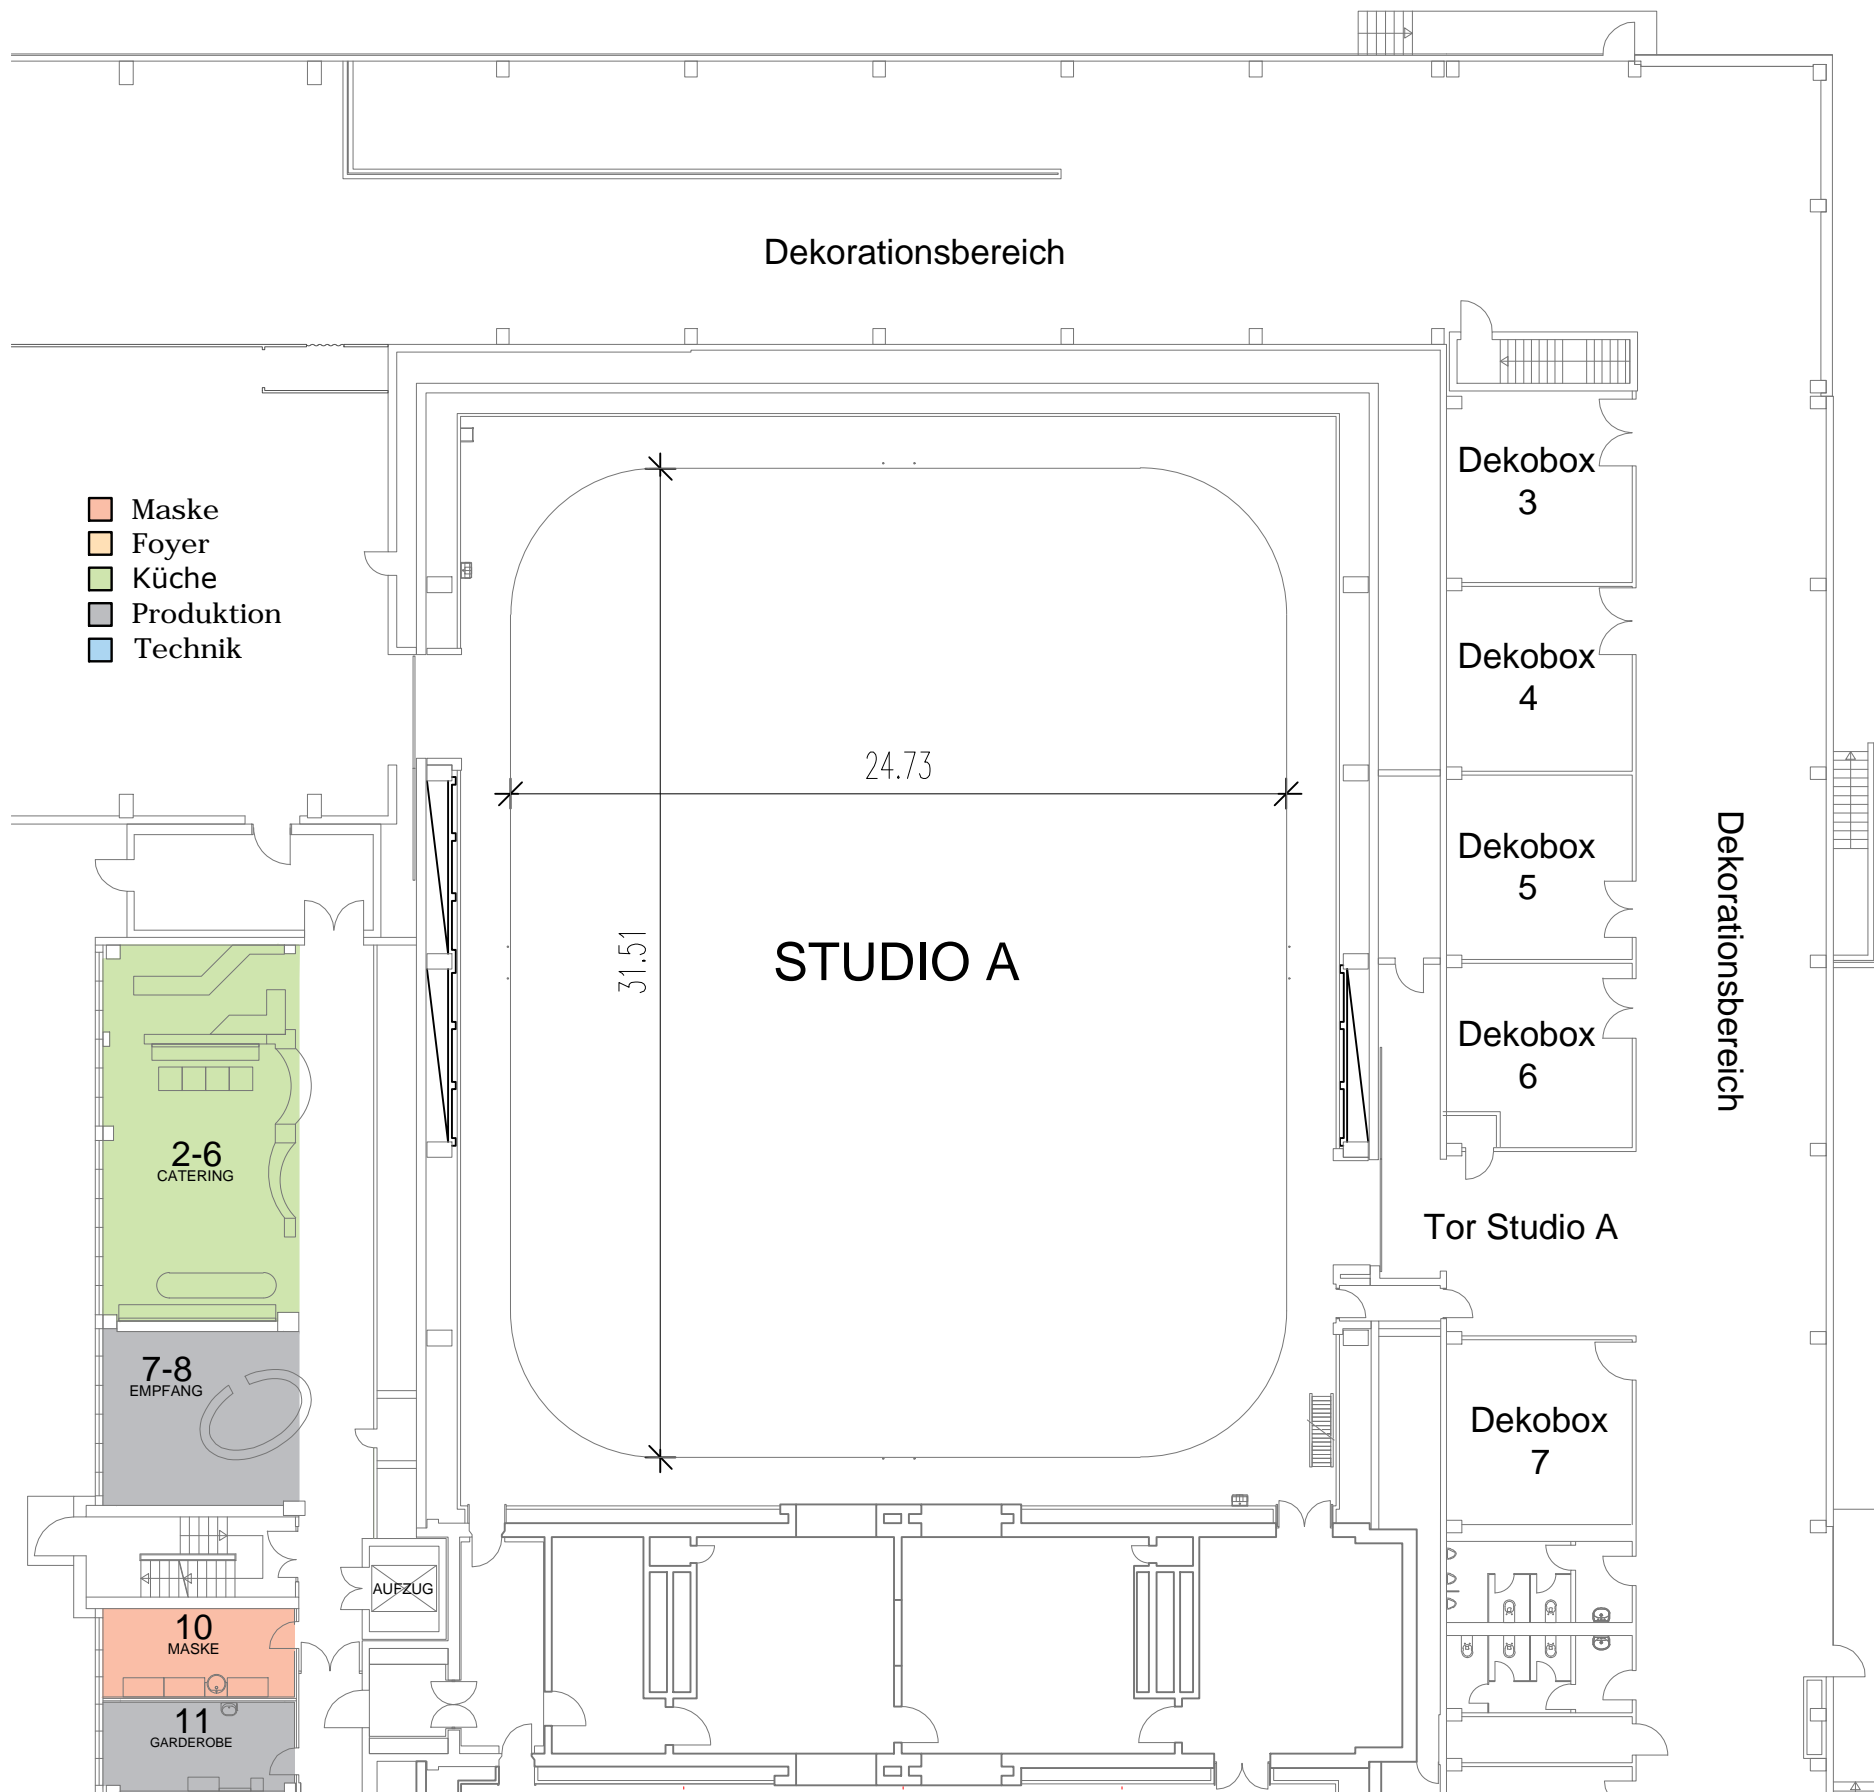 Dekorationsbereich
Maske
Foyer
Küche
Produktion
Technik
Dekobox
3
Dekobox
4
24.73
Dekobox
5
31.51
STUDIO A
Dekorationsbereich
Dekobox
6
2-6
CATERING
Tor Studio A
7-8
EMPFANG
Dekobox
7
AUFZUG
10
MASKE
11
GARDEROBE